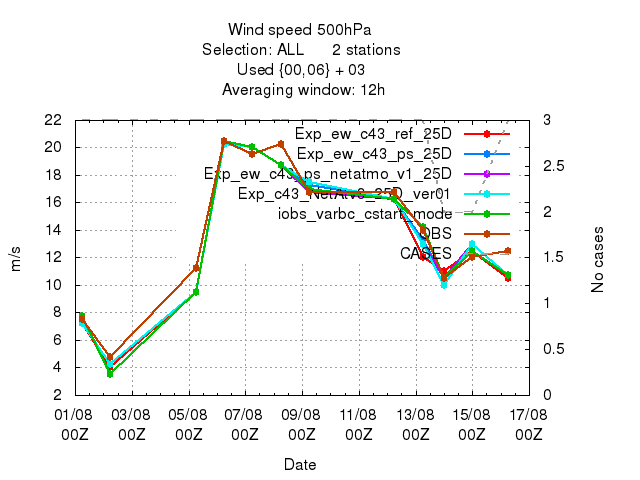 Wind speed 500hPa
Selection: ALL 2 stations
Used {00,06} + 03
Averaging window: 12h
22
20
18
16
14
12
10
8
6
4
2
m/s
3
2.5
2
1.5
1
0.5
0
No cases
Exp_ew_c43_ref_25D
Exp_ew_c43_ps_25D
Exp_ew_c43_ps_netatmo_v1_25D
Exp_c43_NetAtv3_25D_ver01
iobs_varbc_cstart_mode
OBS
CASES
01/08 03/08 05/08 07/08 09/08 11/08 13/08 15/08 17/08
00Z 00Z 00Z 00Z 00Z 00Z 00Z 00Z 00Z
Date